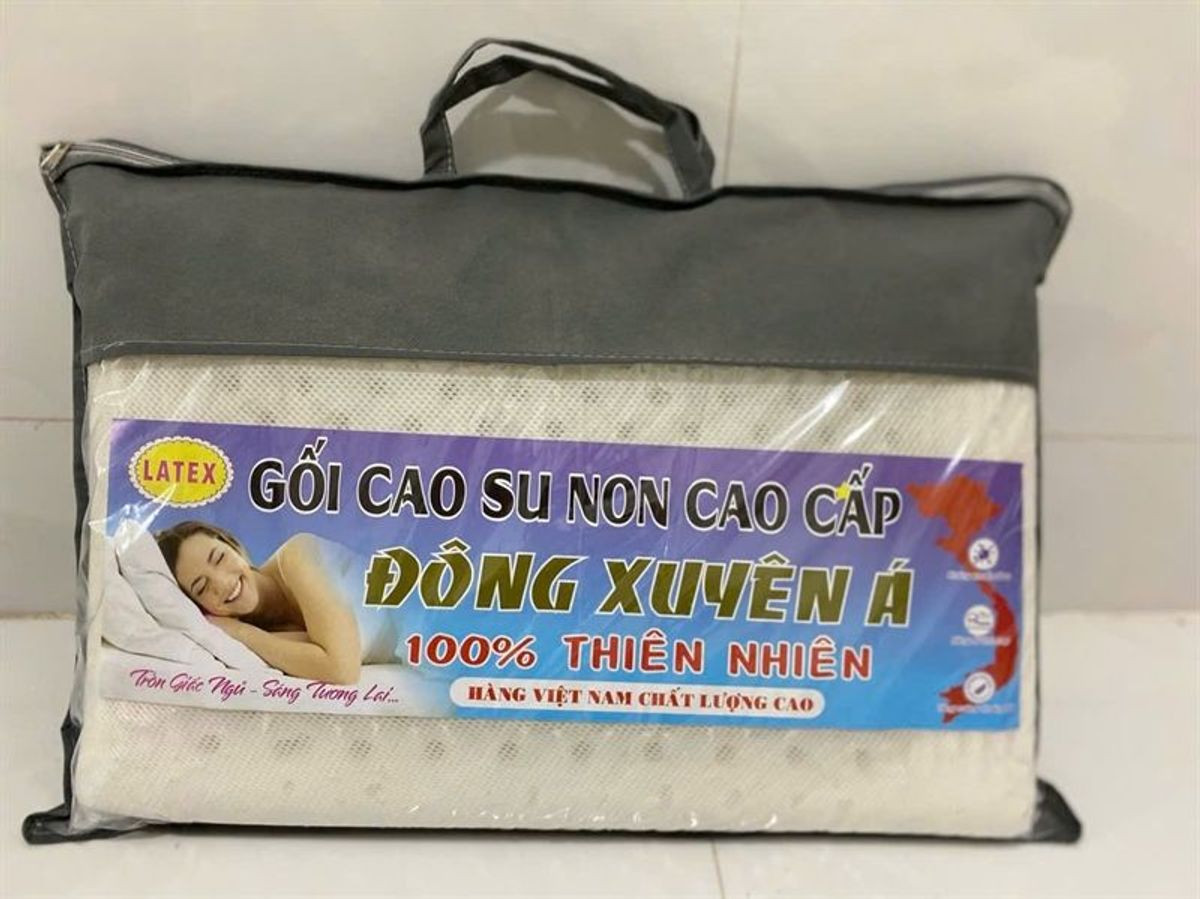 LATEX
GỐI CAO SU NON CAO CẤP
ĐÔNG XUYÊN Á
100% THIÊN NHIÊN
Tròn Giấc Ngủ - Sáng Tương Lai...
HÀNG VIỆT NAM CHẤT LƯỢNG CAO